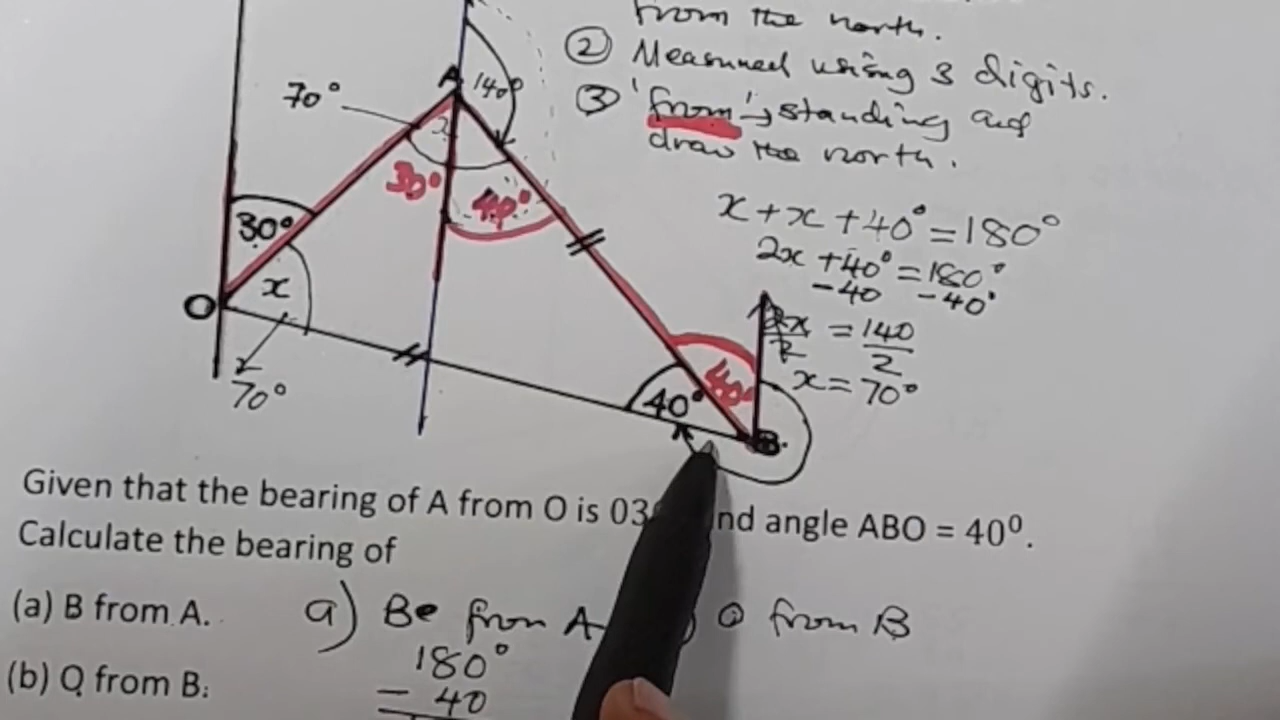 from the north.
② Measured using 3 digits.
③ 'from' → standing and
draw the north.
A
140°
70°
x
30°
40°
30°
x
O
70°
x + x + 40° = 180°
2x + 40° = 180°
-40 -40°
2x = 140
2 2
x = 70°
40°
40°
B
Given that the bearing of A from O is 03 nd angle ABO = 40⁰.
Calculate the bearing of
(a) B from A. a) Be from A O from B
180°
(b) O from B.
- 40